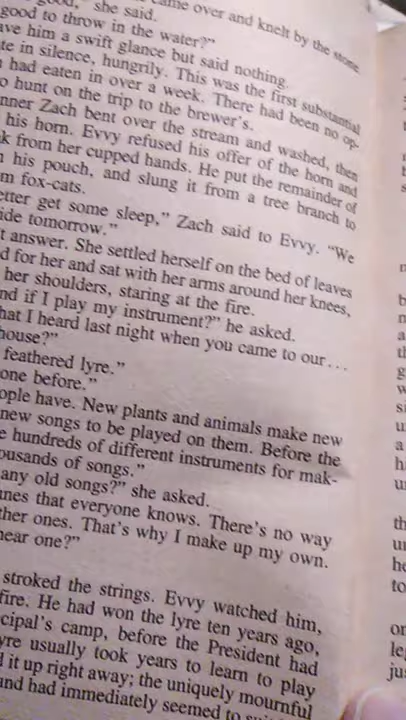 good," she said. came over and knelt by the stone
good to throw in the water?"
ave him a swift glance but said nothing.
te in silence, hungrily. This was the first substantial
had eaten in over a week. There had been no op-
o hunt on the trip to the brewer's.
nner Zach bent over the stream and washed, then
his horn. Evvy refused his offer of the horn and
k from her cupped hands. He put the remainder of
n his pouch, and slung it from a tree branch to
m fox-cats.
etter get some sleep," Zach said to Evvy. "We
ide tomorrow."
t answer. She settled herself on the bed of leaves
d for her and sat with her arms around her knees,
her shoulders, staring at the fire.
nd if I play my instrument?" he asked.
hat I heard last night when you came to our . . .
house?"
feathered lyre."
one before."
ople have. New plants and animals make new
new songs to be played on them. Before the
e hundreds of different instruments for mak-
ousands of songs."
any old songs?" she asked.
unes that everyone knows. There's no way
ther ones. That's why I make up my own.
hear one?"
stroked the strings. Evvy watched him,
fire. He had won the lyre ten years ago,
cipal's camp, before the President had
yre usually took years to learn to play
d it up right away; the uniquely mournful
und had immediately seemed to